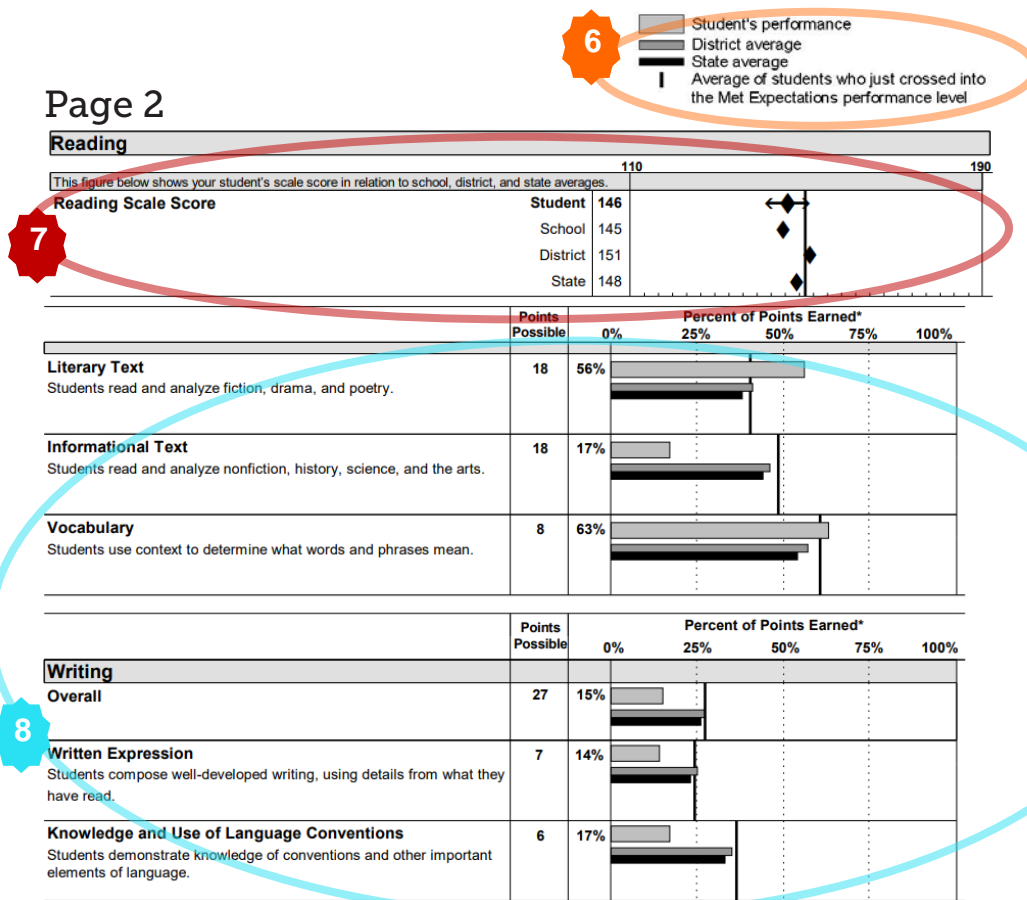 6
Student's performance
District average
State average
Average of students who just crossed into
the Met Expectations performance level
Page 2
Reading
110 190
This figure below shows your student's scale score in relation to school, district, and state averages.
Reading Scale Score Student 146
7
School 145
District 151
State 148
Points Possible Percent of Points Earned*
0% 25% 50% 75% 100%
Literary Text 18 56%
Students read and analyze fiction, drama, and poetry.
Informational Text 18 17%
Students read and analyze nonfiction, history, science, and the arts.
Vocabulary 8 63%
Students use context to determine what words and phrases mean.
Points Possible Percent of Points Earned*
0% 25% 50% 75% 100%
Writing
Overall 27 15%
8
Written Expression 7 14%
Students compose well-developed writing, using details from what they
have read.
Knowledge and Use of Language Conventions 6 17%
Students demonstrate knowledge of conventions and other important
elements of language.